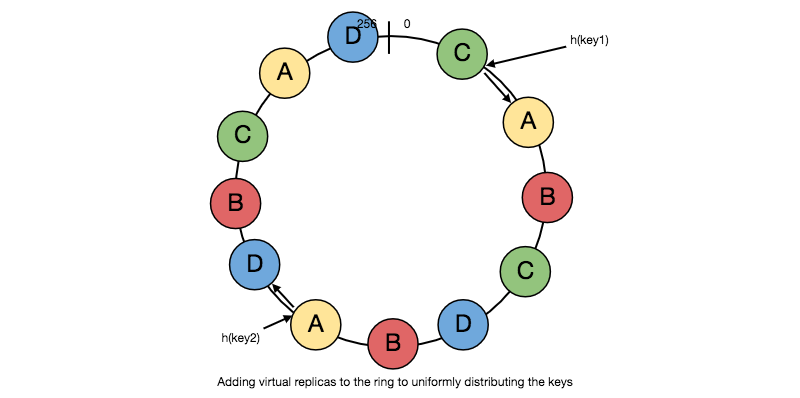 256
0
D
C
h(key1)
A
A
C
B
B
D
C
A
B
D
h(key2)
Adding virtual replicas to the ring to uniformly distributing the keys